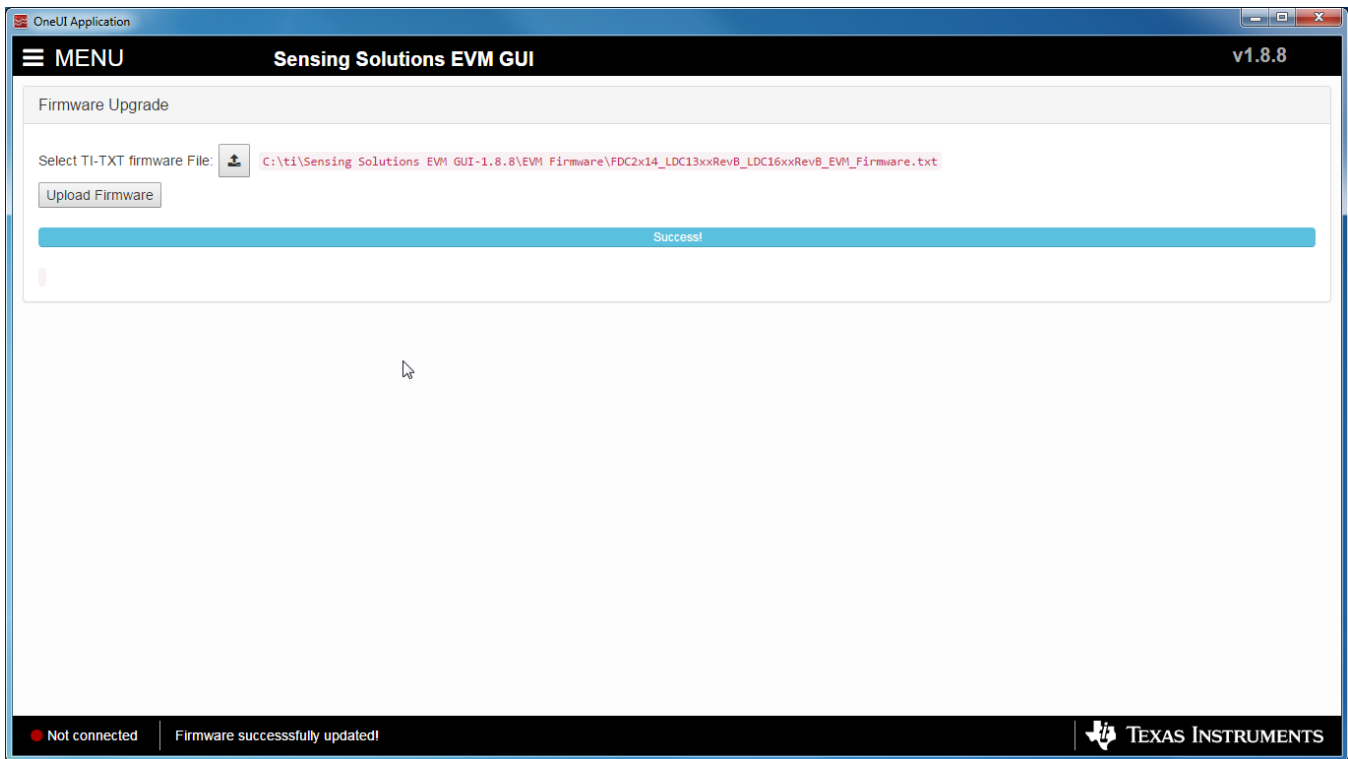 OneUI Application
MENU
Sensing Solutions EVM GUI
v1.8.8
Firmware Upgrade
Select TI-TXT firmware File: C:\ti\Sensing Solutions EVM GUI-1.8.8\EVM Firmware\FDC2x14_LDC13xxRevB_LDC16xxRevB_EVM_Firmware.txt
Upload Firmware
Success!
Not connected
Firmware successsfully updated!
TEXAS INSTRUMENTS